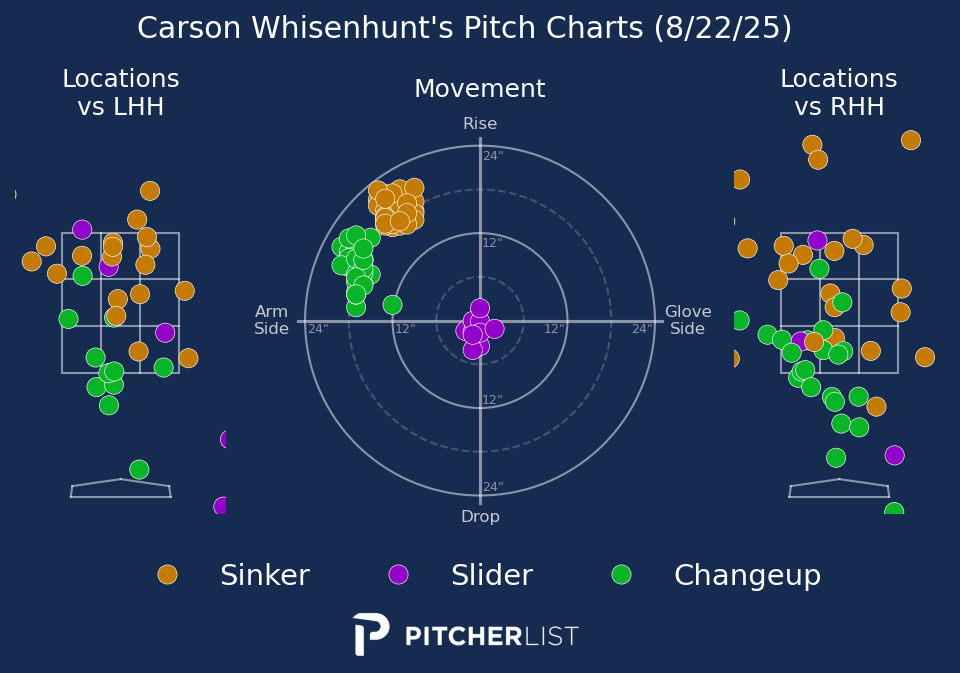 Carson Whisenhunt's Pitch Charts (8/22/25)
Locations
vs LHH
Movement
Locations
vs RHH
Rise
24"
12"
Arm
Side
24"
12"
12"
24"
Glove
Side
12"
24"
Drop
Sinker
Slider
Changeup
PITCHERLIST